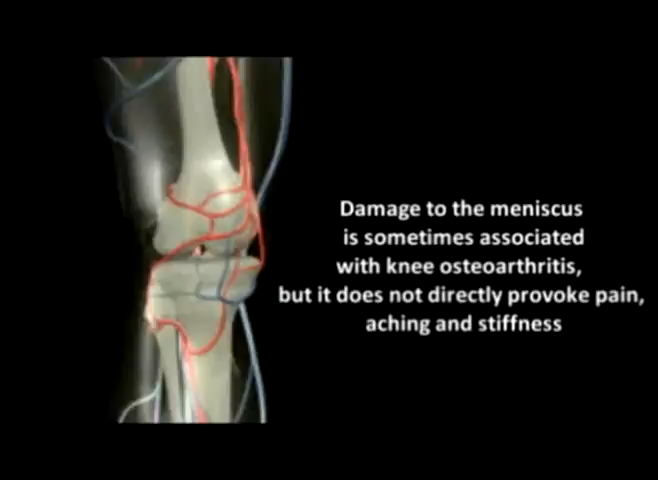 Damage to the meniscus
is sometimes associated
with knee osteoarthritis,
but it does not directly provoke pain,
aching and stiffness